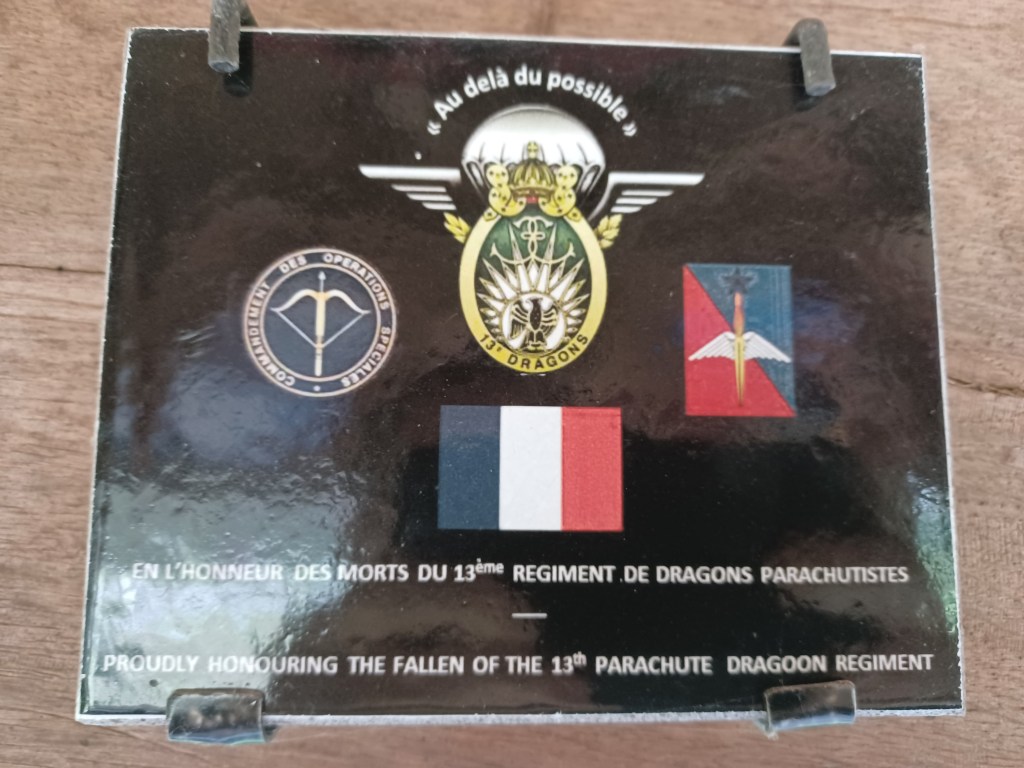 « Au delà du possible »
COMMANDEMENT DES OPERATIONS SPECIALES
13e DRAGONS
EN L'HONNEUR DES MORTS DU 13ème REGIMENT DE DRAGONS PARACHUTISTES
PROUDLY HONOURING THE FALLEN OF THE 13th PARACHUTE DRAGOON REGIMENT